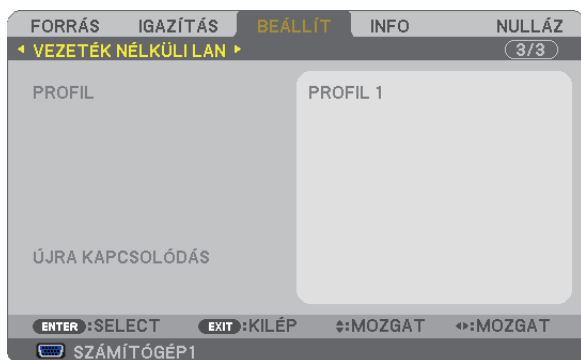 FORRÁS IGAZÍTÁS BEÁLLÍT INFO NULLÁZ
VEZETÉK NÉLKÜLI LAN 3/3
PROFIL PROFIL 1
ÚJRA KAPCSOLÓDÁS
ENTER :SELECT EXIT :KILÉP :MOZGAT :MOZGAT
SZÁMÍTÓGÉP1